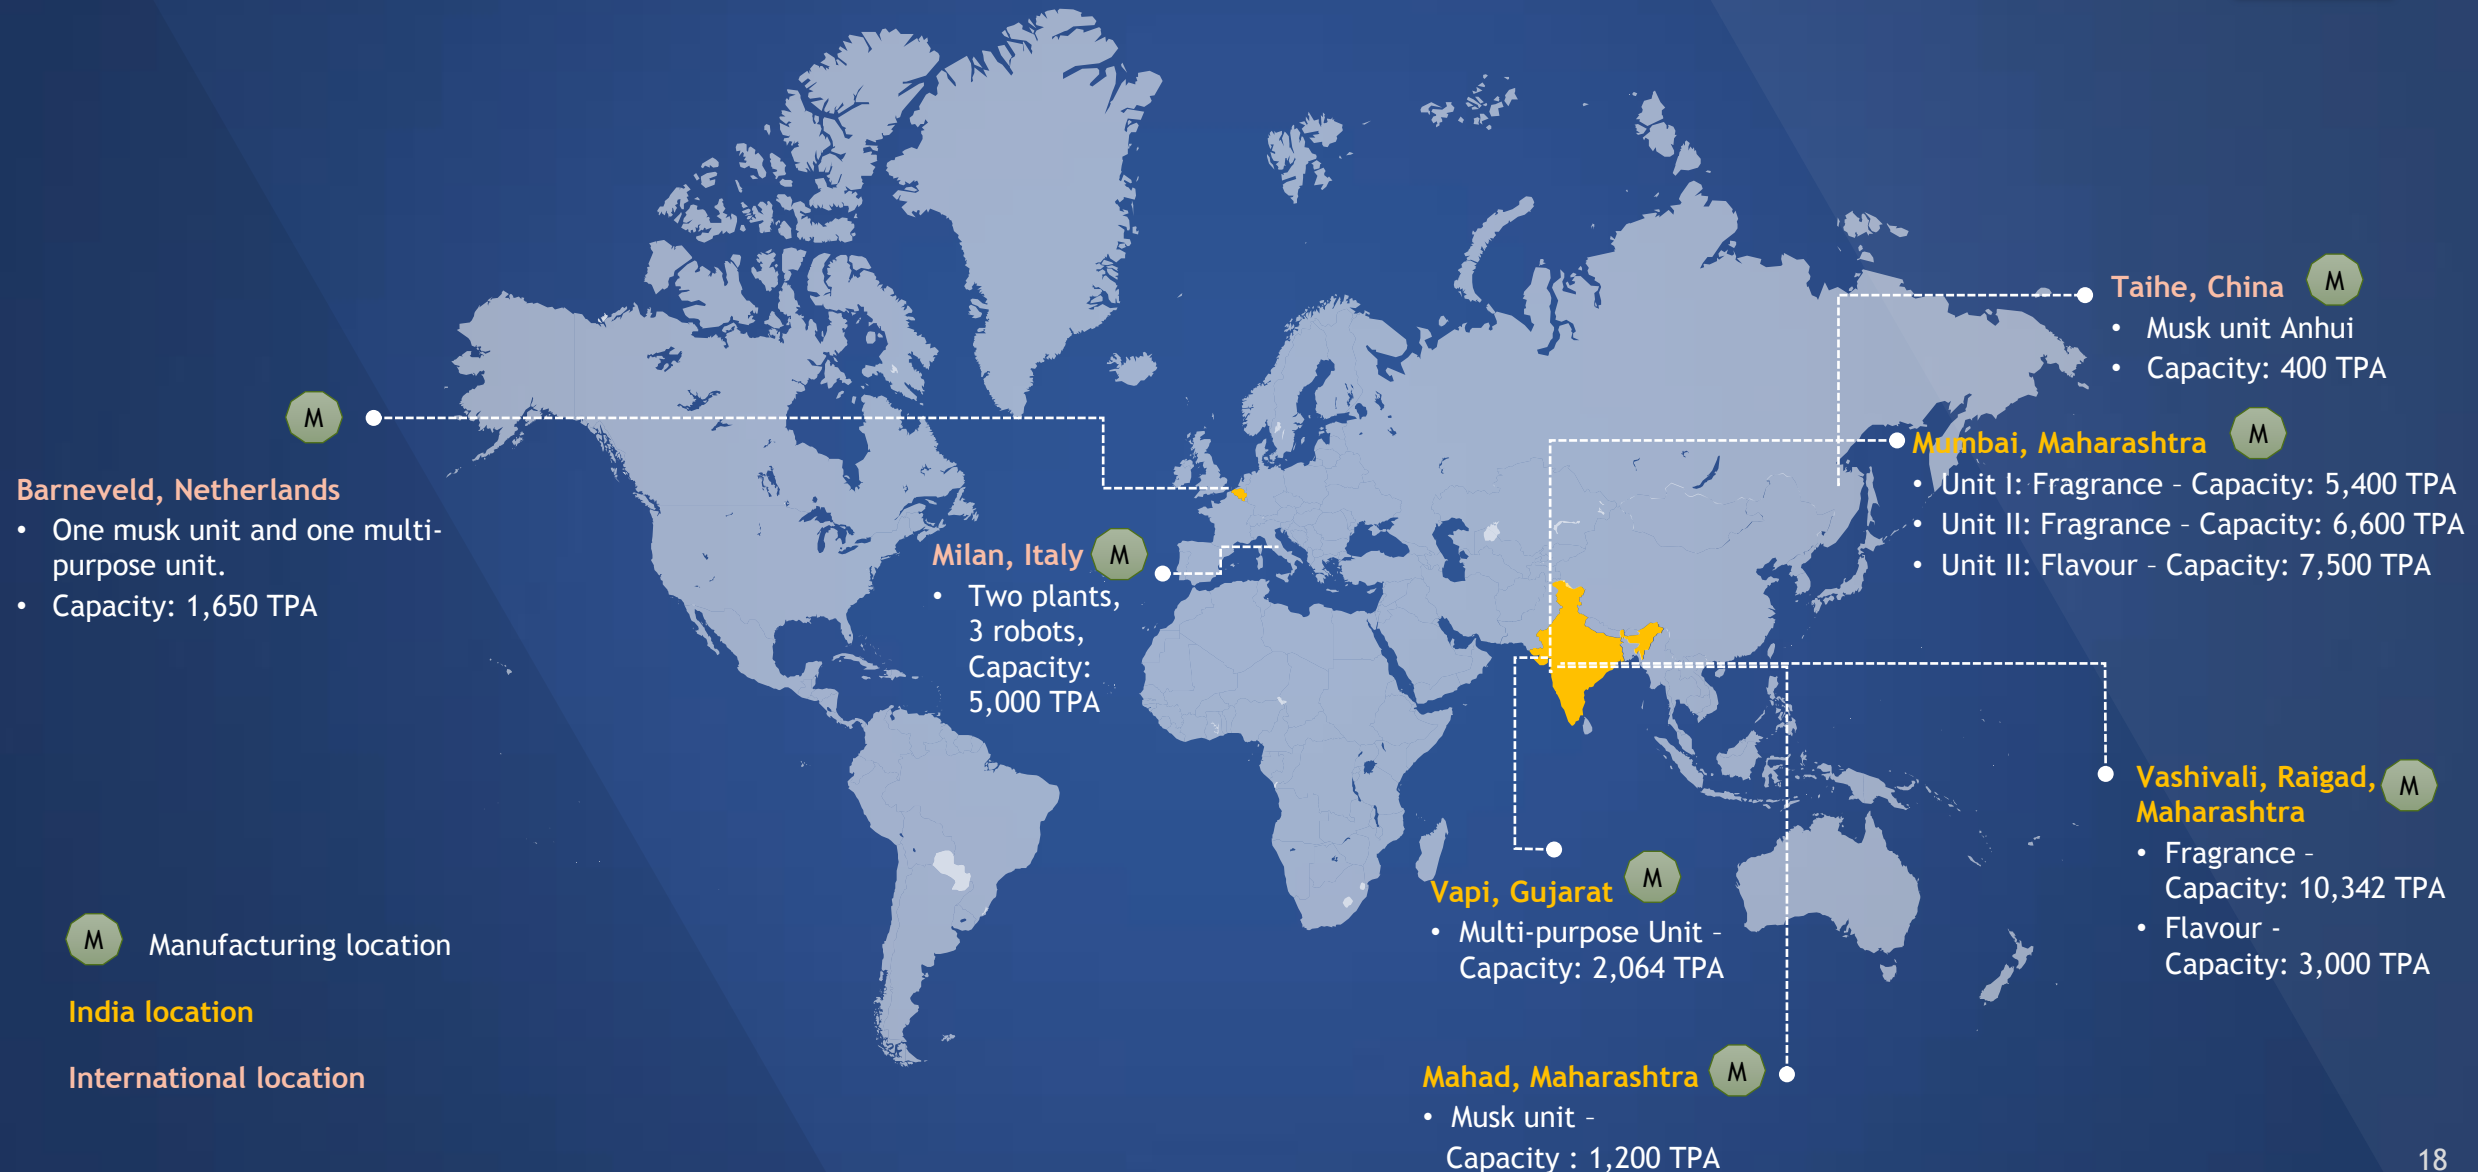 M
Barneveld, Netherlands
• One musk unit and one multi-
purpose unit.
• Capacity: 1,650 TPA
Milan, Italy M
• Two plants,
3 robots,
Capacity:
5,000 TPA
Taihe, China M
• Musk unit Anhui
• Capacity: 400 TPA
Mumbai, Maharashtra M
• Unit I: Fragrance – Capacity: 5,400 TPA
• Unit II: Fragrance – Capacity: 6,600 TPA
• Unit II: Flavour – Capacity: 7,500 TPA
Vashivali, Raigad, M
Maharashtra
• Fragrance –
Capacity: 10,342 TPA
• Flavour -
Capacity: 3,000 TPA
Vapi, Gujarat M
• Multi-purpose Unit –
Capacity: 2,064 TPA
Mahad, Maharashtra M
• Musk unit –
Capacity : 1,200 TPA
M Manufacturing location
India location
International location
18